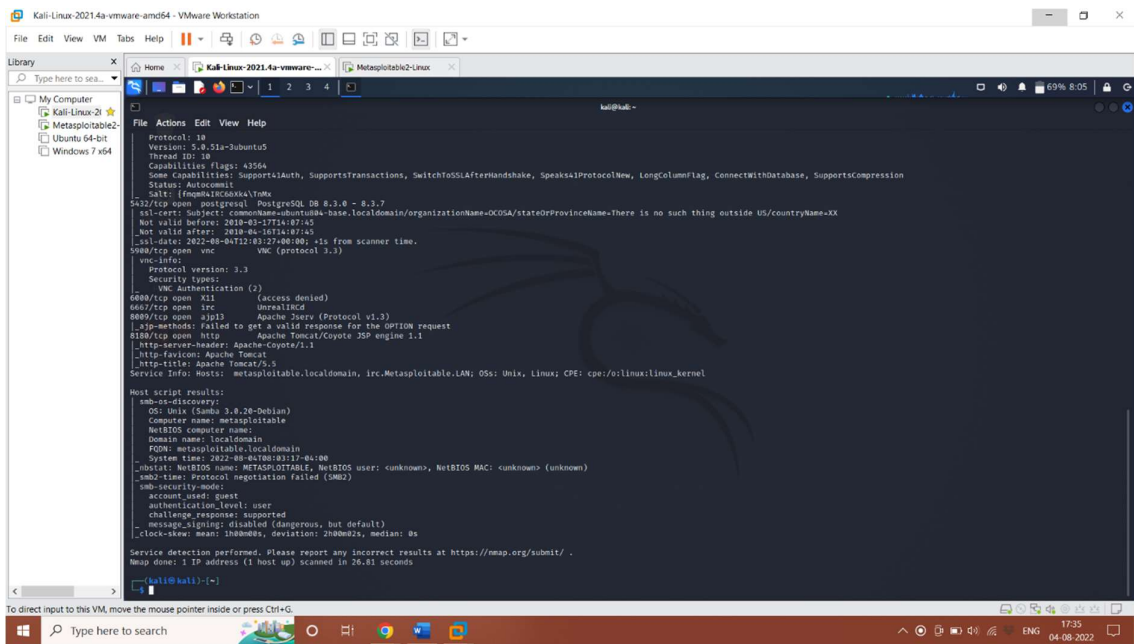 Kali-Linux-2021.4a-vmware-amd64 - VMware Workstation
File Edit View VM Tabs Help
Library
Type here to sea...
My Computer
Kali-Linux-2(
Metasploitable2-
Ubuntu 64-bit
Windows 7 x64
Home
Kali-Linux-2021.4a-vmware-...
Metasploitable2-Linux
1 2 3 4
69% 8:05
kali@kali: ~
File Actions Edit View Help
| Protocol: 10
| Version: 5.0.51a-3ubuntu5
| Thread ID: 10
| Capabilities flags: 43564
| Some Capabilities: Support41Auth, SupportsTransactions, SwitchToSSLAfterHandshake, Speaks41ProtocolNew, LongColumnFlag, ConnectWithDatabase, SupportsCompression
| Status: Autocommit
|_ Salt: {fmqmR4IRC66Xk4\TnMx
5432/tcp open postgresql PostgreSQL DB 8.3.0 - 8.3.7
| ssl-cert: Subject: commonName=ubuntu804-base.localdomain/organizationName=OCOSA/stateOrProvinceName=There is no such thing outside US/countryName=XX
| Not valid before: 2010-03-17T14:07:45
|_Not valid after: 2010-04-16T14:07:45
|_ssl-date: 2022-08-04T12:03:27+00:00; +1s from scanner time.
5900/tcp open vnc VNC (protocol 3.3)
| vnc-info:
| Protocol version: 3.3
| Security types:
|_ VNC Authentication (2)
6000/tcp open X11 (access denied)
6667/tcp open irc UnrealIRCd
8009/tcp open ajp13 Apache Jserv (Protocol v1.3)
|_ajp-methods: Failed to get a valid response for the OPTION request
8180/tcp open http Apache Tomcat/Coyote JSP engine 1.1
|_http-server-header: Apache-Coyote/1.1
|_http-favicon: Apache Tomcat
|_http-title: Apache Tomcat/5.5
Service Info: Hosts: metasploitable.localdomain, irc.Metasploitable.LAN; OSs: Unix, Linux; CPE: cpe:/o:linux:linux_kernel
Host script results:
| smb-os-discovery:
| OS: Unix (Samba 3.0.20-Debian)
| Computer name: metasploitable
| NetBIOS computer name:
| Domain name: localdomain
| FQDN: metasploitable.localdomain
|_ System time: 2022-08-04T08:03:17-04:00
|_nbstat: NetBIOS name: METASPLOITABLE, NetBIOS user: <unknown>, NetBIOS MAC: <unknown> (unknown)
|_smb2-time: Protocol negotiation failed (SMB2)
| smb-security-mode:
| account_used: guest
| authentication_level: user
| challenge_response: supported
|_ message_signing: disabled (dangerous, but default)
|_clock-skew: mean: 1h00m00s, deviation: 2h00m02s, median: 0s
Service detection performed. Please report any incorrect results at https://nmap.org/submit/ .
Nmap done: 1 IP address (1 host up) scanned in 26.81 seconds
(kali㉿kali)-[~]
$
To direct input to this VM, move the mouse pointer inside or press Ctrl+G.
Type here to search
ENG
17:35
04-08-2022